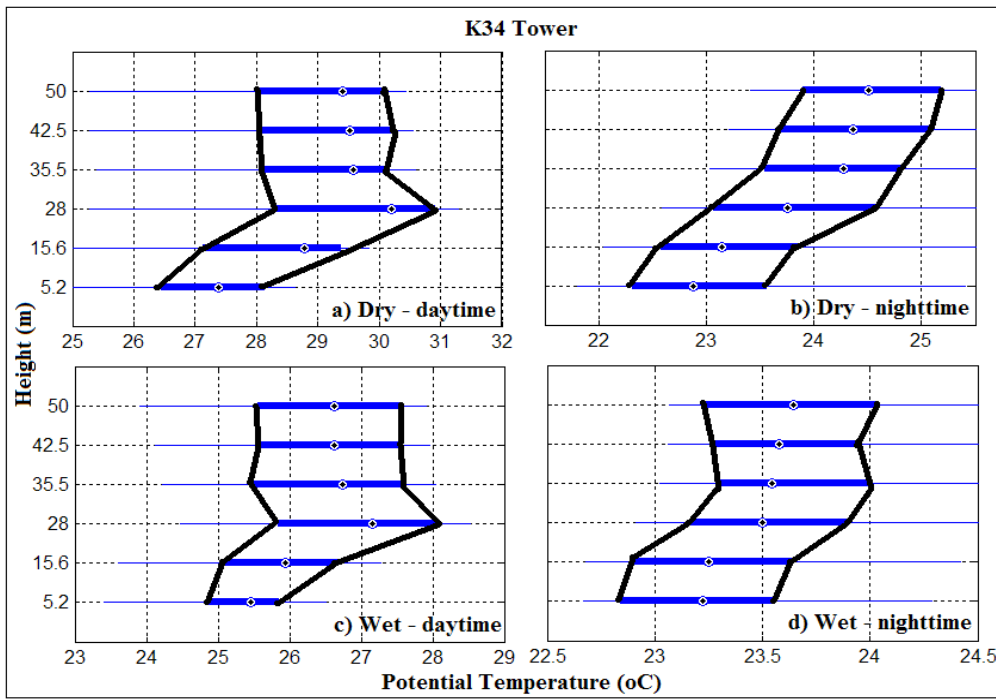 K34 Tower
50
42.5
35.5
28
15.6
5.2
a) Dry - daytime
25 26 27 28 29 30 31 32
b) Dry - nighttime
22 23 24 25
Height (m)
50
42.5
35.5
28
15.6
5.2
c) Wet - daytime
23 24 25 26 27 28 29
d) Wet - nighttime
22.5 23 23.5 24 24.5
Potential Temperature (oC)